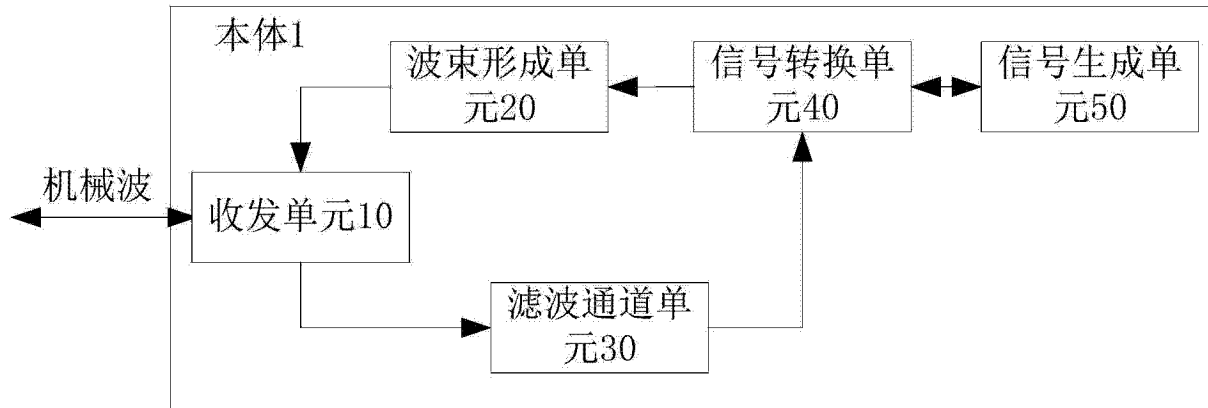 本体1
波束形成单
元20
信号转换单
元40
信号生成单
元50
机械波
收发单元10
滤波通道单
元30